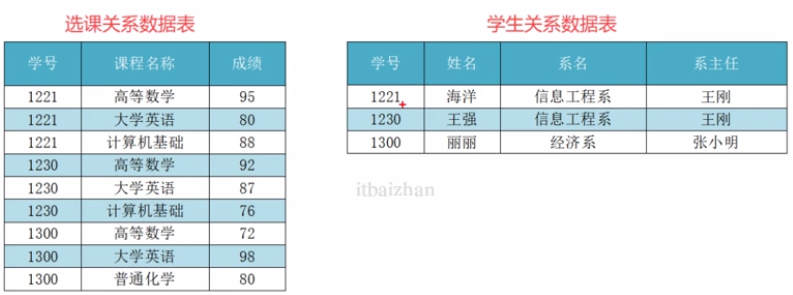 选课关系数据表
学号 课程名称 成绩
1221 高等数学 95
1221 大学英语 80
1221 计算机基础 88
1230 高等数学 92
1230 大学英语 87
1230 计算机基础 76
1300 高等数学 72
1300 大学英语 98
1300 普通化学 80
学生关系数据表
学号 姓名 系名 系主任
1221 海洋 信息工程系 王刚
1230 王强 信息工程系 王刚
1300 丽丽 经济系 张小明
itbaizhan